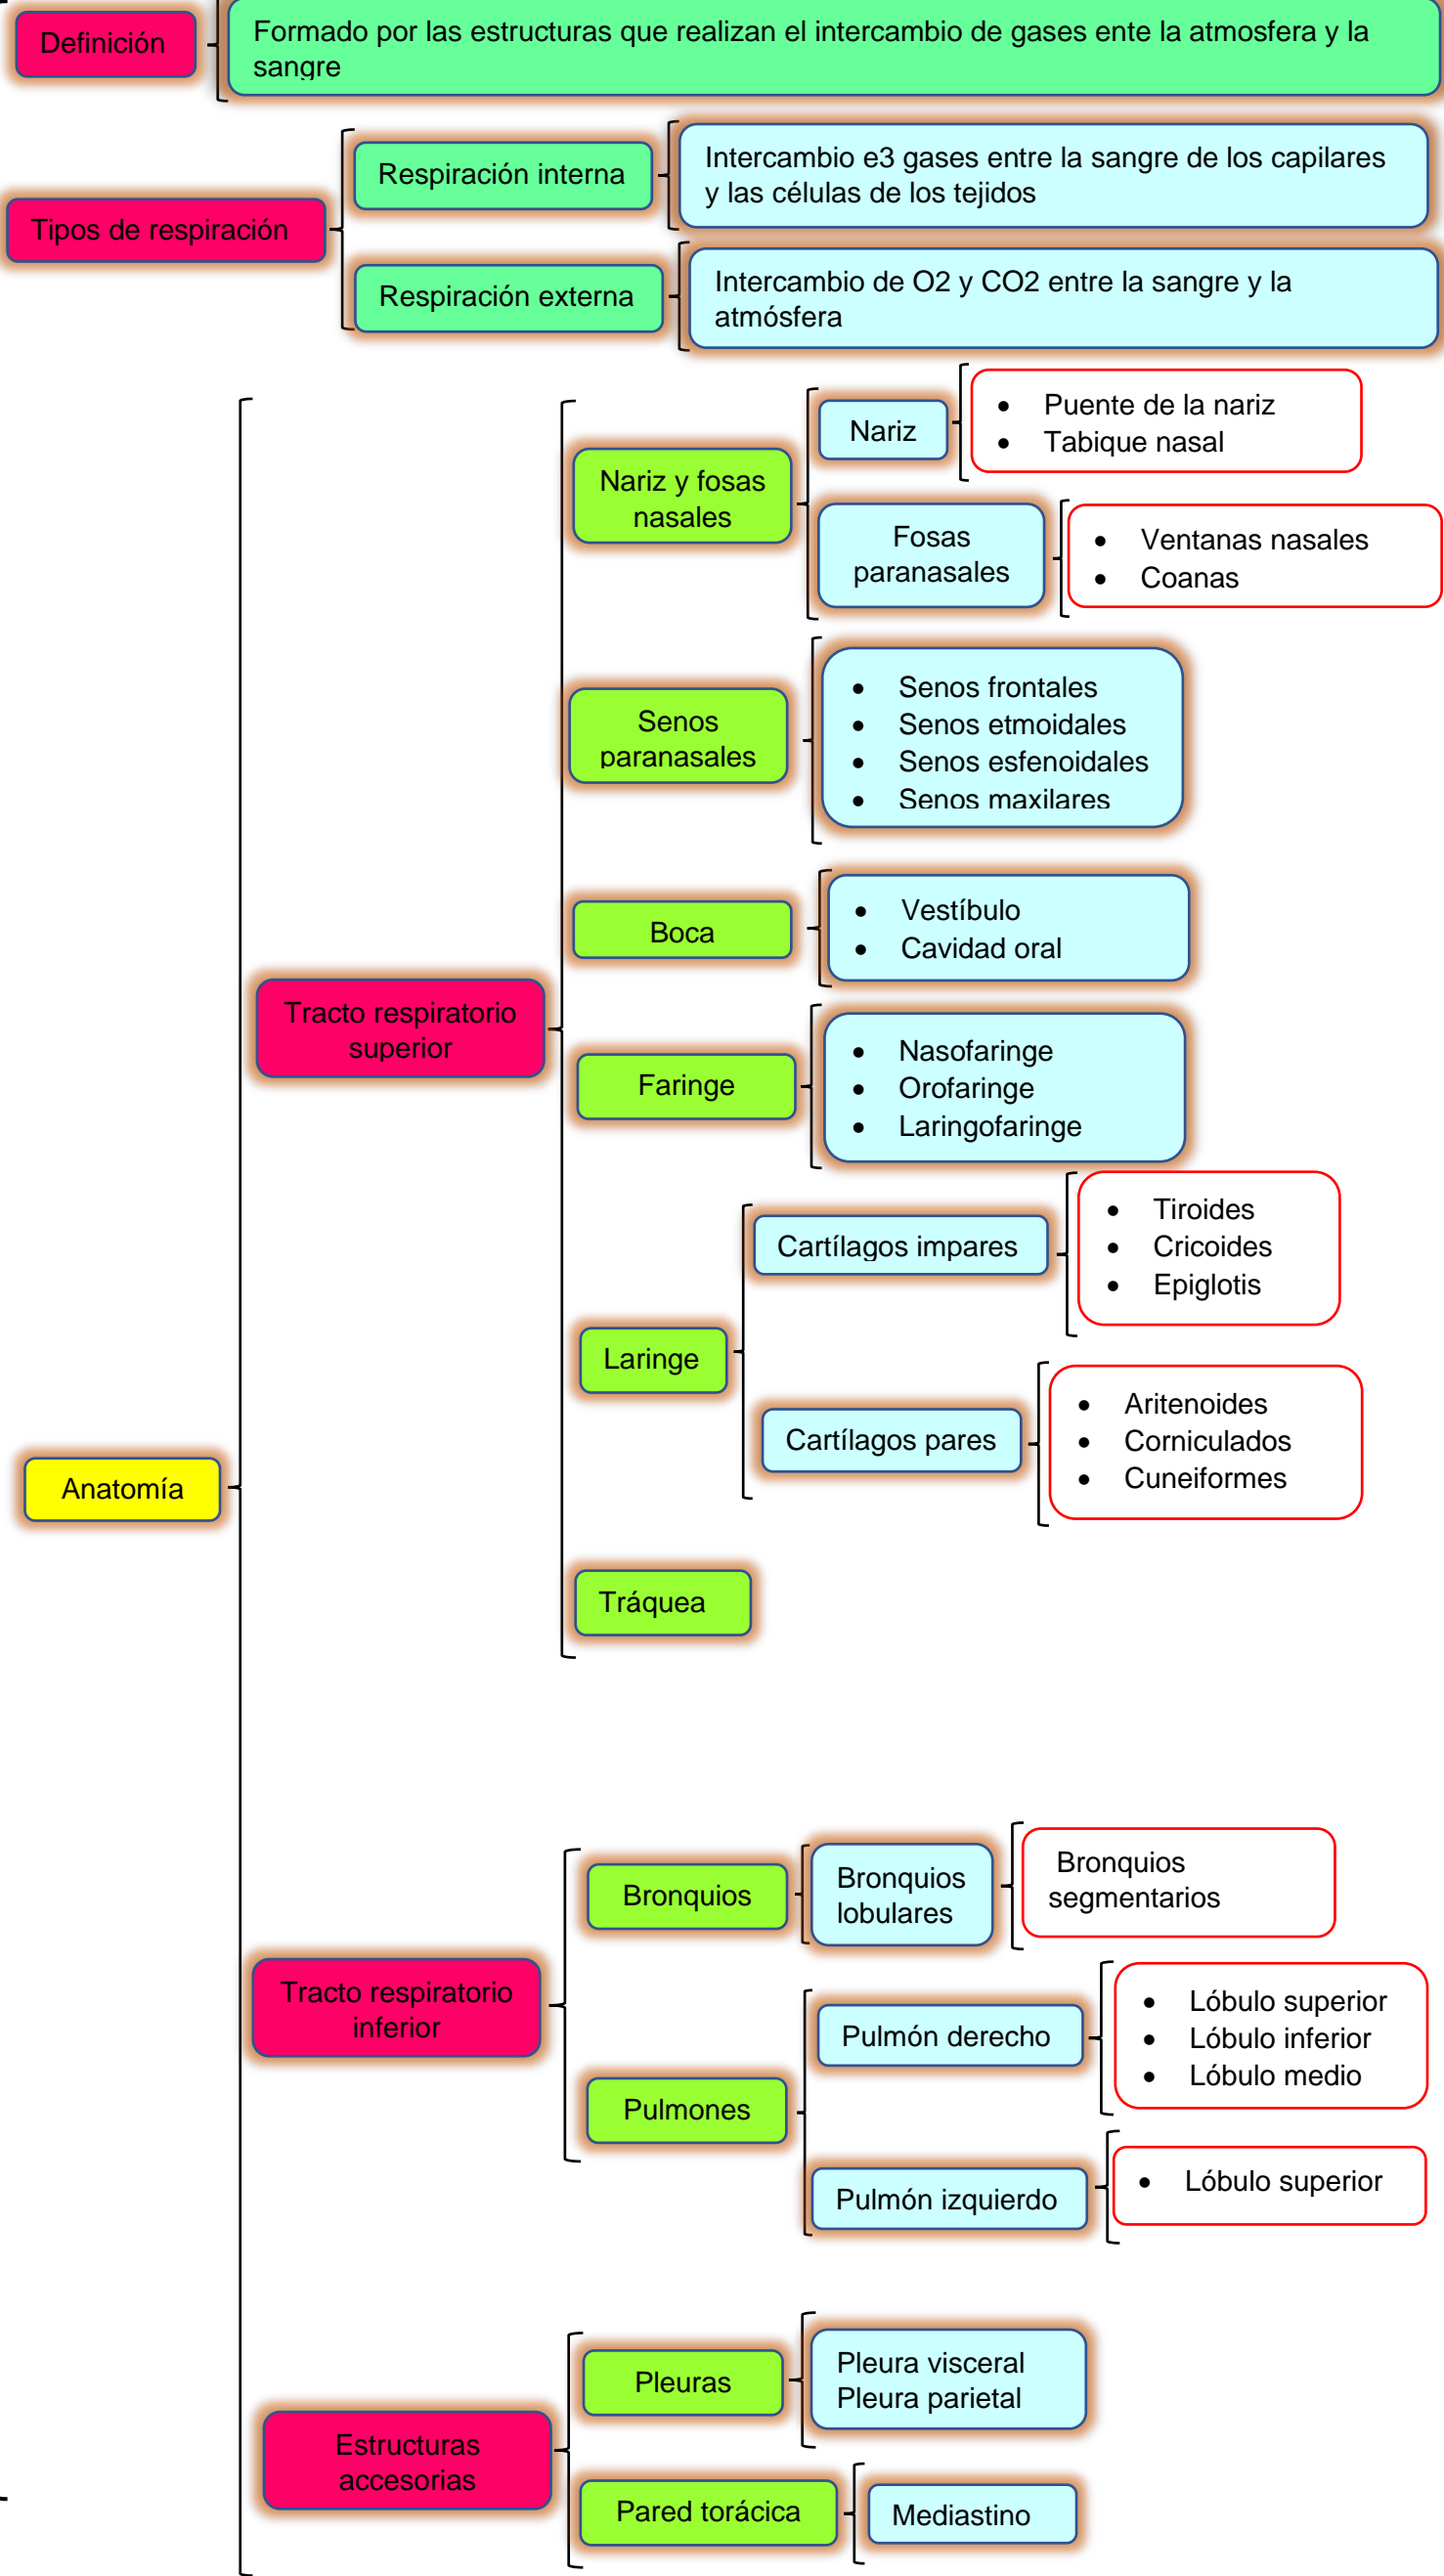 Definición
Formado por las estructuras que realizan el intercambio de gases ente la atmosfera y la
sangre
Tipos de respiración
Respiración interna
Intercambio e3 gases entre la sangre de los capilares
y las células de los tejidos
Respiración externa
Intercambio de O2 y CO2 entre la sangre y la
atmósfera
Anatomía
Tracto respiratorio
superior
Nariz y fosas
nasales
Nariz
• Puente de la nariz
• Tabique nasal
Fosas
paranasales
• Ventanas nasales
• Coanas
Senos
paranasales
• Senos frontales
• Senos etmoidales
• Senos esfenoidales
• Senos maxilares
Boca
• Vestíbulo
• Cavidad oral
Faringe
• Nasofaringe
• Orofaringe
• Laringofaringe
Laringe
Cartílagos impares
• Tiroides
• Cricoides
• Epiglotis
Cartílagos pares
• Aritenoides
• Corniculados
• Cuneiformes
Tráquea
Tracto respiratorio
inferior
Bronquios
Bronquios
lobulares
Bronquios
segmentarios
Pulmones
Pulmón derecho
• Lóbulo superior
• Lóbulo inferior
• Lóbulo medio
Pulmón izquierdo
• Lóbulo superior
Estructuras
accesorias
Pleuras
Pleura visceral
Pleura parietal
Pared torácica
Mediastino